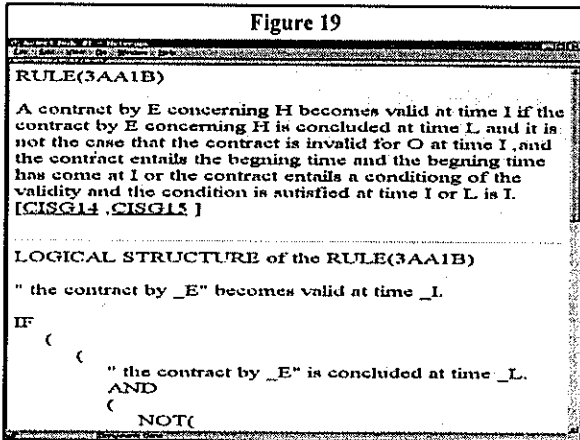 Figure 19
RULE(3AA1B)
A contract by E concerning H becomes valid at time I if the
contract by E concerning H is concluded at time L and it is
not the case that the contract is invalid for O at time I ,and
the contract entails the begning time and the begning time
has come at I or the contract entails a conditiong of the
validity and the condition is satisfied at time I or L is I.
[CISG14 ,CISG15 ]
LOGICAL STRUCTURE of the RULE(3AA1B)
" the contract by _E" becomes valid at time _I.
IF
(
(
" the contract by _E" is concluded at time _L.
AND
(
NOT(